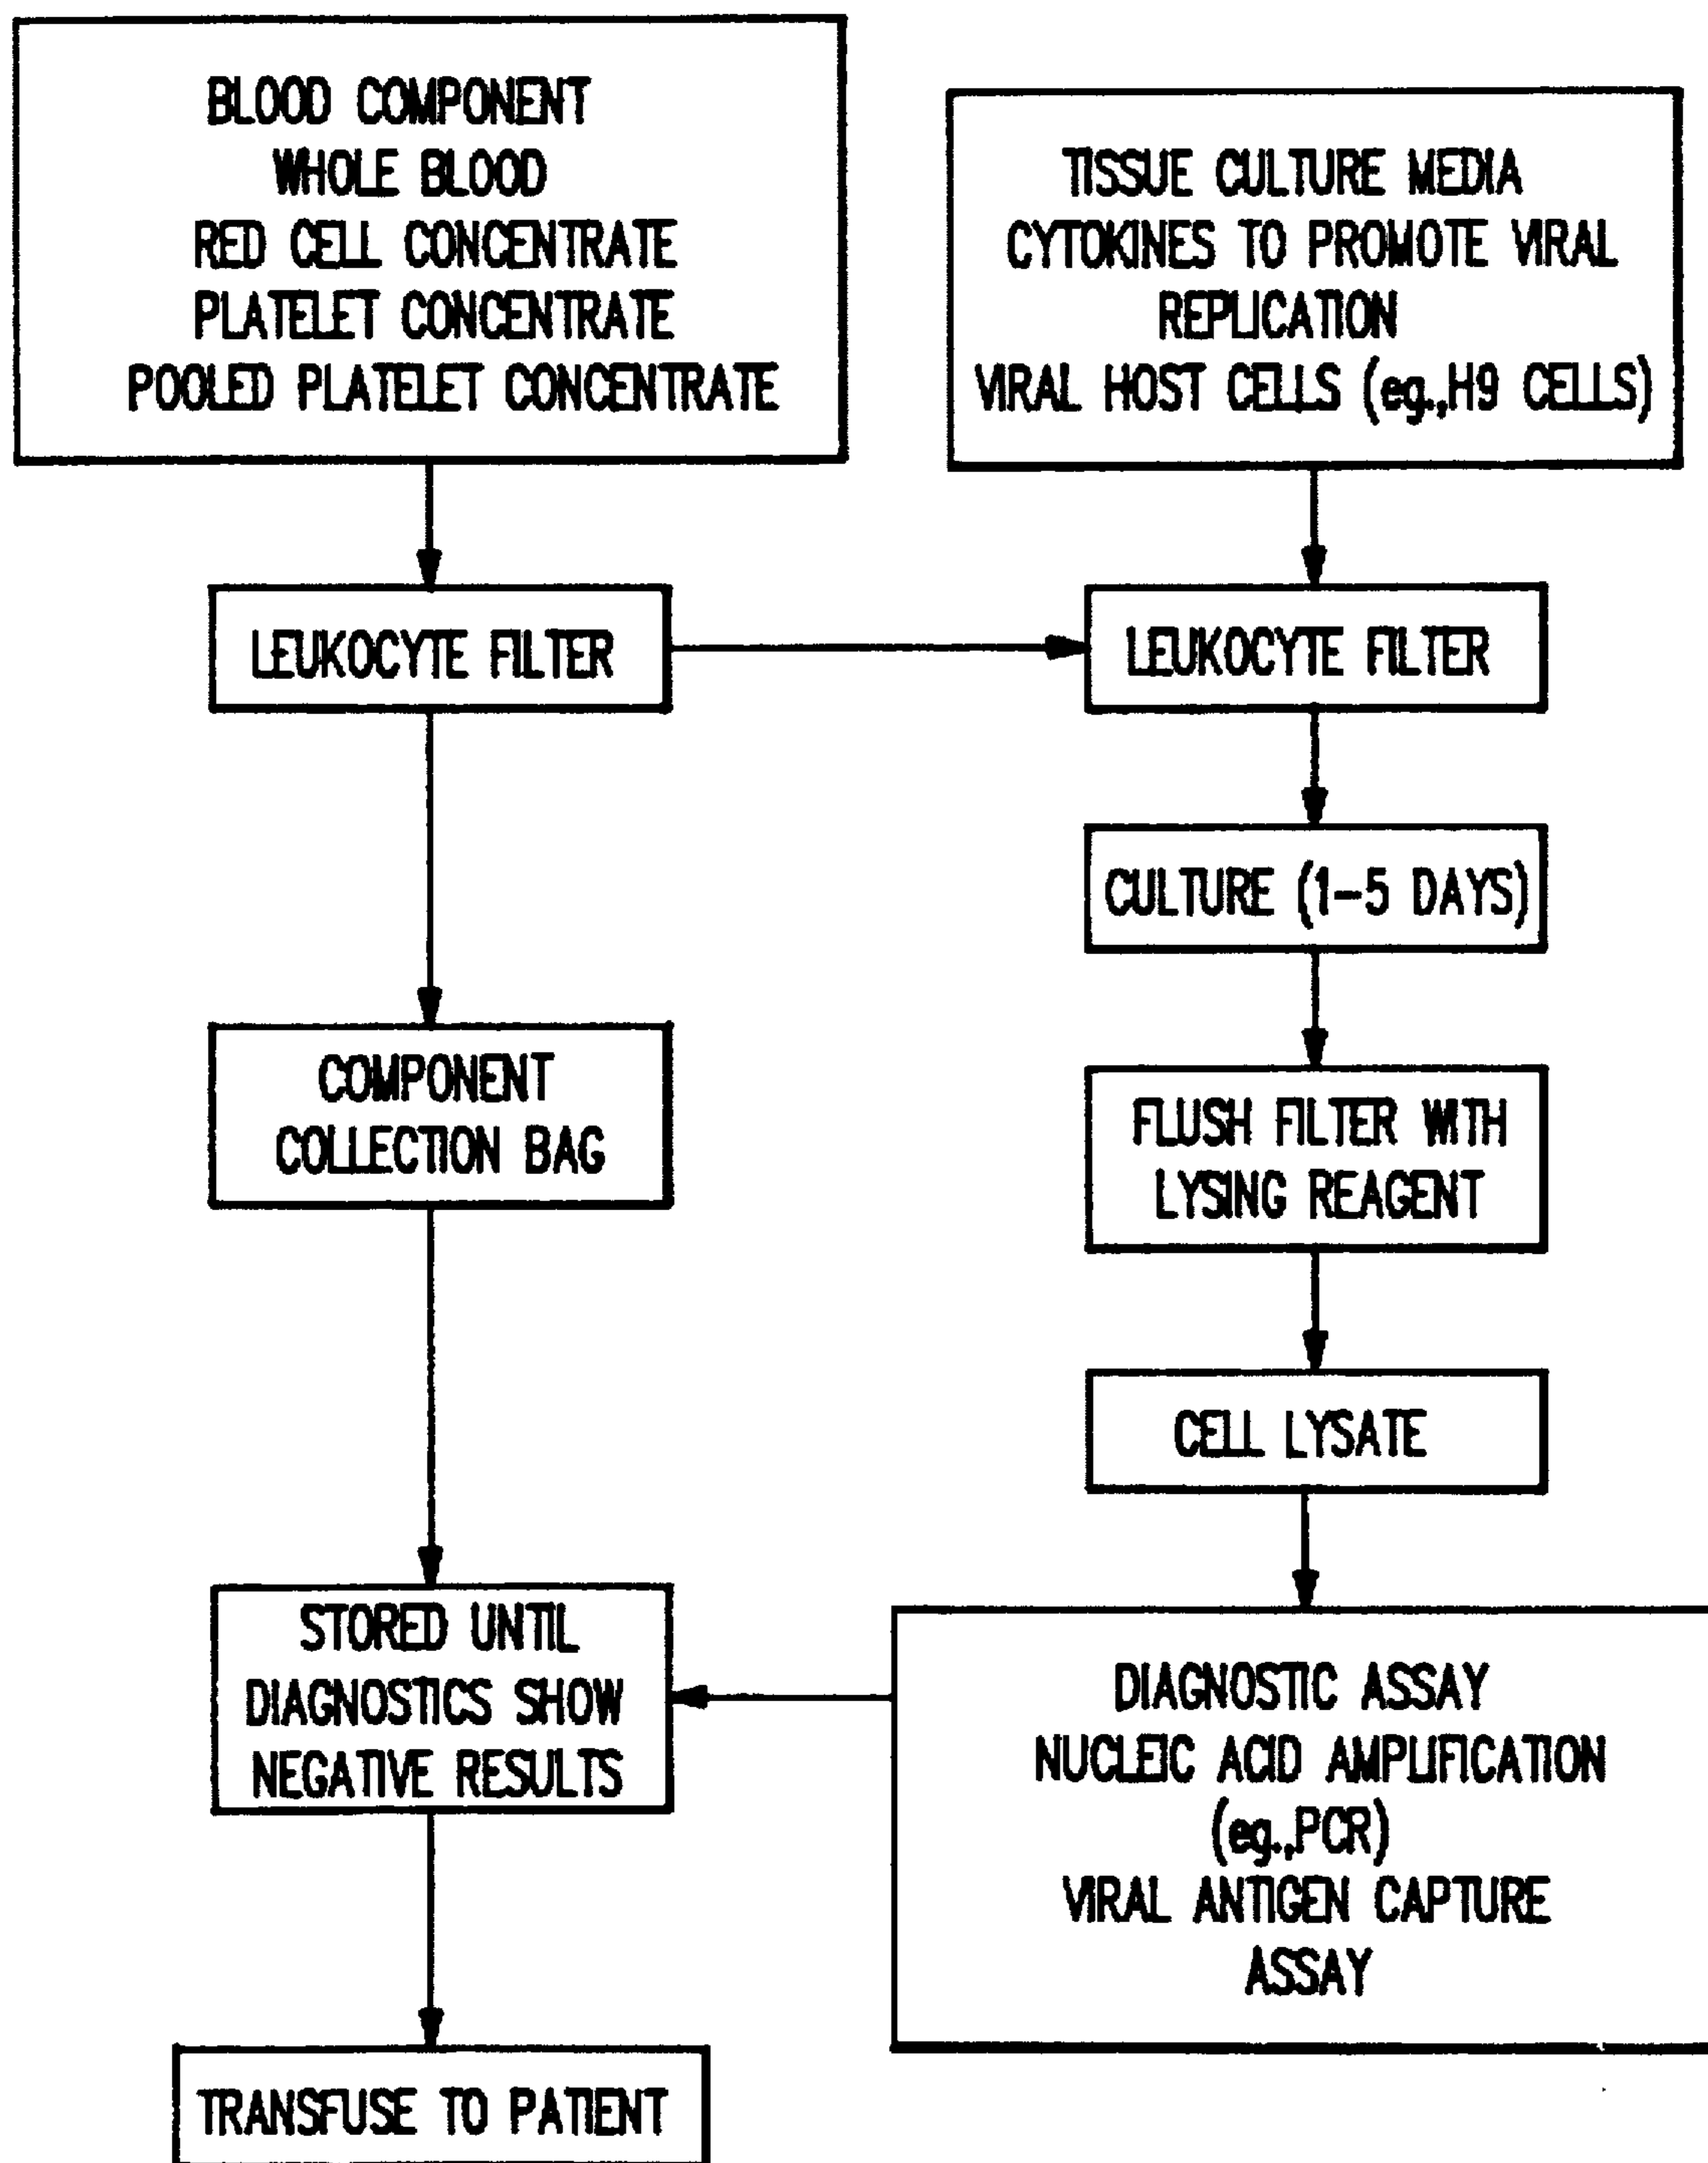 BLOOD COMPONENT
WHOLE BLOOD
RED CELL CONCENTRATE
PLATELET CONCENTRATE
POOLED PLATELET CONCENTRATE
TISSUE CULTURE MEDIA
CYTOKINES TO PROMOTE VIRAL
REPLICATION
VIRAL HOST CELLS (eg.,H9 CELLS)
LEUKOCYTE FILTER
LEUKOCYTE FILTER
CULTURE (1-5 DAYS)
COMPONENT
COLLECTION BAG
FLUSH FILTER WITH
LYSING REAGENT
CELL LYSATE
STORED UNTIL
DIAGNOSTICS SHOW
NEGATIVE RESULTS
DIAGNOSTIC ASSAY
NUCLEIC ACID AMPLIFICATION
(eg.,PCR)
VIRAL ANTIGEN CAPTURE
ASSAY
TRANSFUSE TO PATIENT